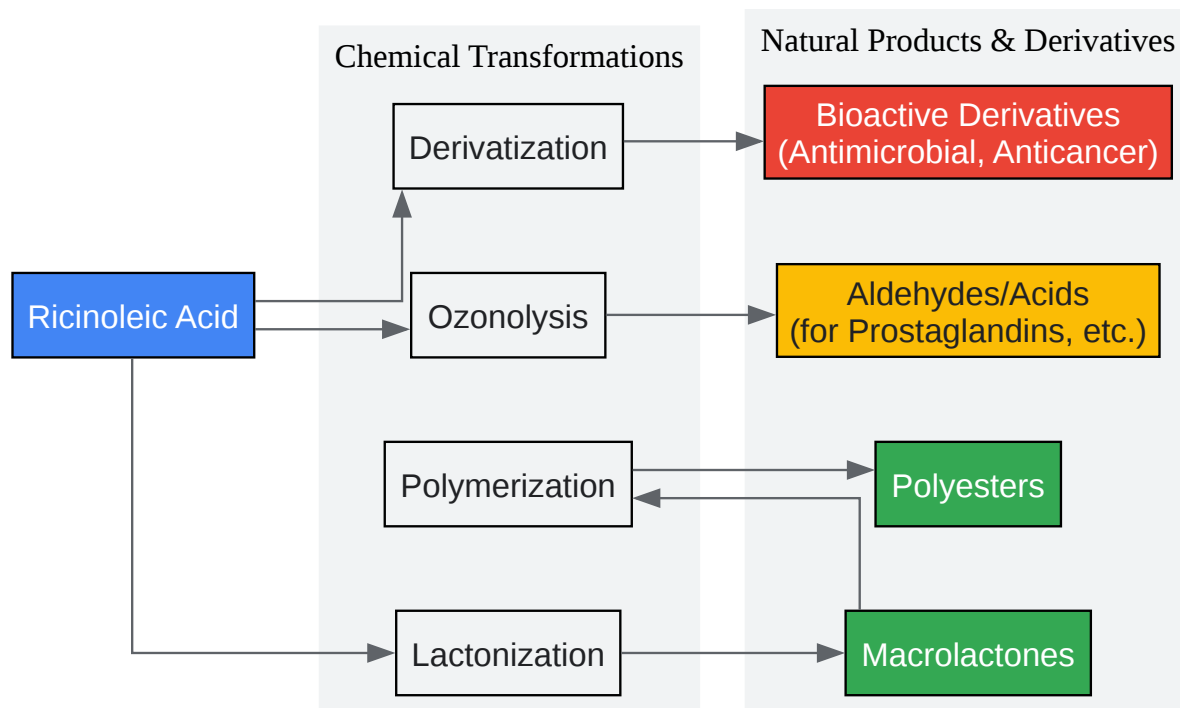 Chemical Transformations
Natural Products & Derivatives
Derivatization
Bioactive Derivatives
(Antimicrobial, Anticancer)
Ricinoleic Acid
Ozonolysis
Aldehydes/Acids
(for Prostaglandins, etc.)
Polymerization
Polyesters
Lactonization
Macrolactones